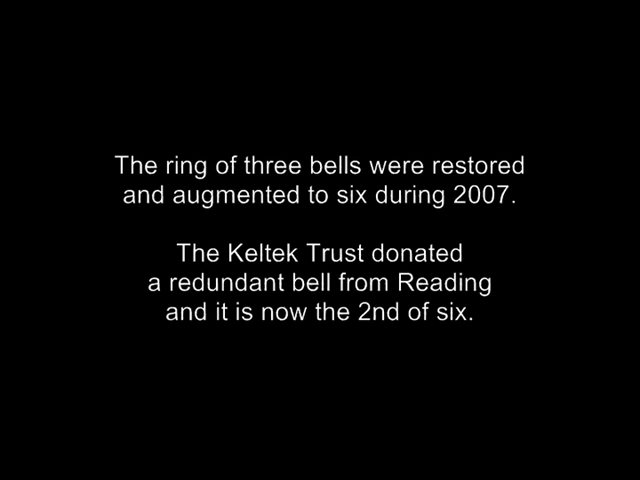 The ring of three bells were restored
and augmented to six during 2007.
The Keltek Trust donated
a redundant bell from Reading
and it is now the 2nd of six.